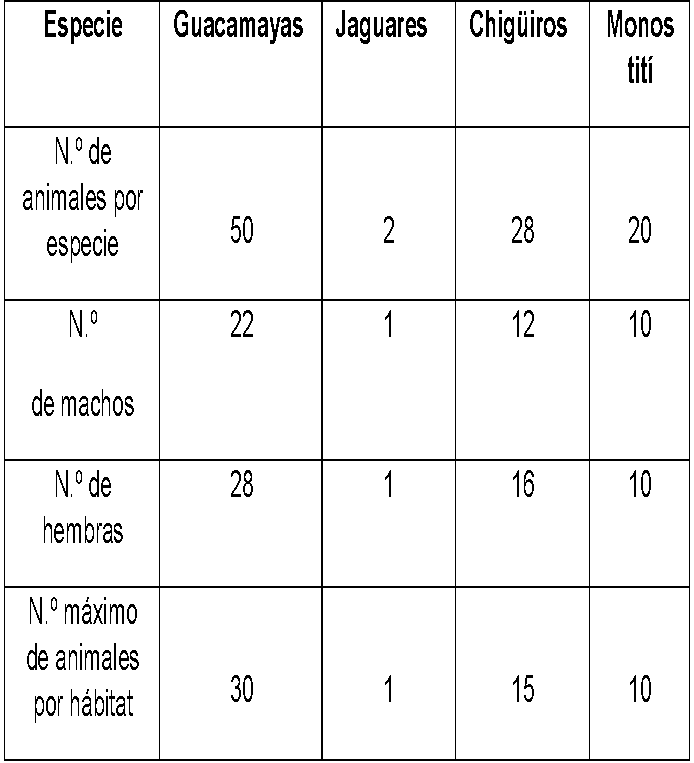 Especie Guacamayas Jaguares Chigüiros Monos
tití
N.º de
animales por
especie 50 2 28 20
N.º 22 1 12 10
de machos
N.º de 28 1 16 10
hembras
N.º máximo
de animales
por hábitat 30 1 15 10